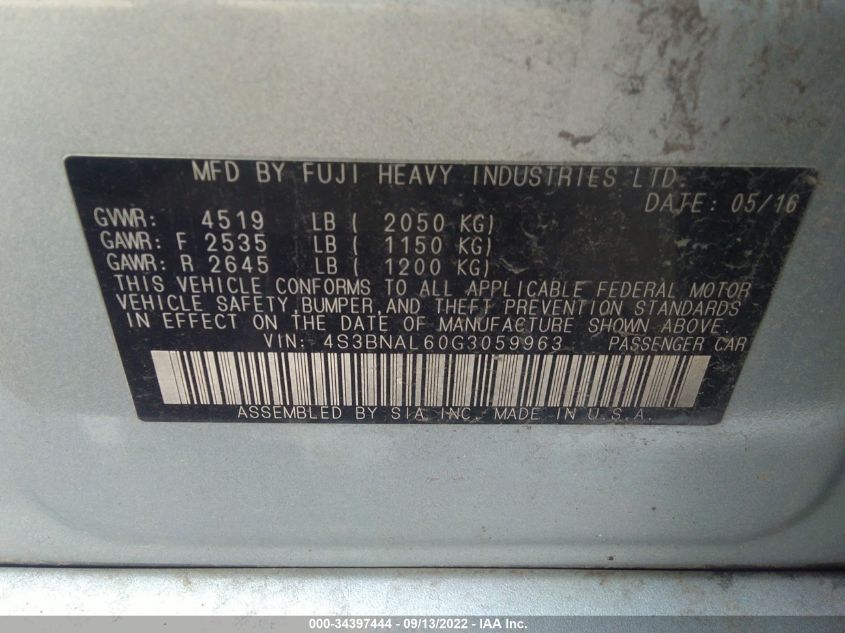 MFD BY FUJI HEAVY INDUSTRIES LTD.
DATE: 05/16
GVWR: 4519 LB ( 2050 KG)
GAWR: F 2535 LB ( 1150 KG)
GAWR: R 2645 LB ( 1200 KG)
THIS VEHICLE CONFORMS TO ALL APPLICABLE FEDERAL MOTOR
VEHICLE SAFETY, BUMPER, AND THEFT PREVENTION STANDARDS
IN EFFECT ON THE DATE OF MANUFACTURE SHOWN ABOVE.
VIN: 4S3BNAL60G3059963 PASSENGER CAR
ASSEMBLED BY SIA INC. MADE IN U.S.A.
000-34397444 - 09/13/2022 - IAA Inc.